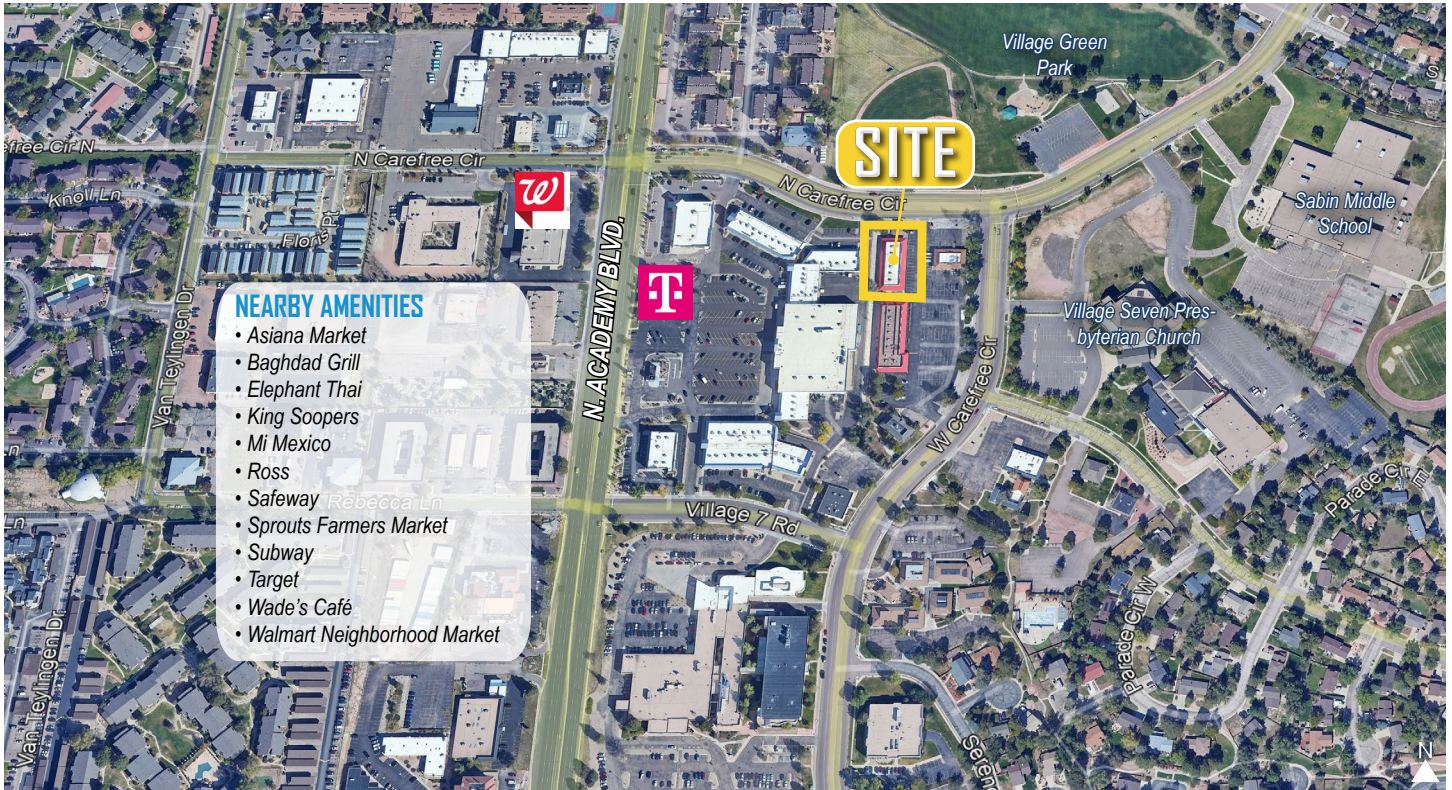 Village Green
Park
SITE
efree Cir N
N Carefree Cir
N Carefree Cir
Knoll Ln
Floris Pl
W
Sabin Middle
School
N. ACADEMY BLVD.
T
Van Teylingen Dr
NEARBY AMENITIES
• Asiana Market
• Baghdad Grill
• Elephant Thai
• King Soopers
• Mi Mexico
• Ross
• Safeway
• Sprouts Farmers Market
• Subway
• Target
• Wade's Café
• Walmart Neighborhood Market
Village Seven Pres-
byterian Church
W Carefree Cir
Rebecca Ln
Ln
Village 7 Rd
Parade Cir E
Parade Cir W
Van Teylingen Dr
Seren
N